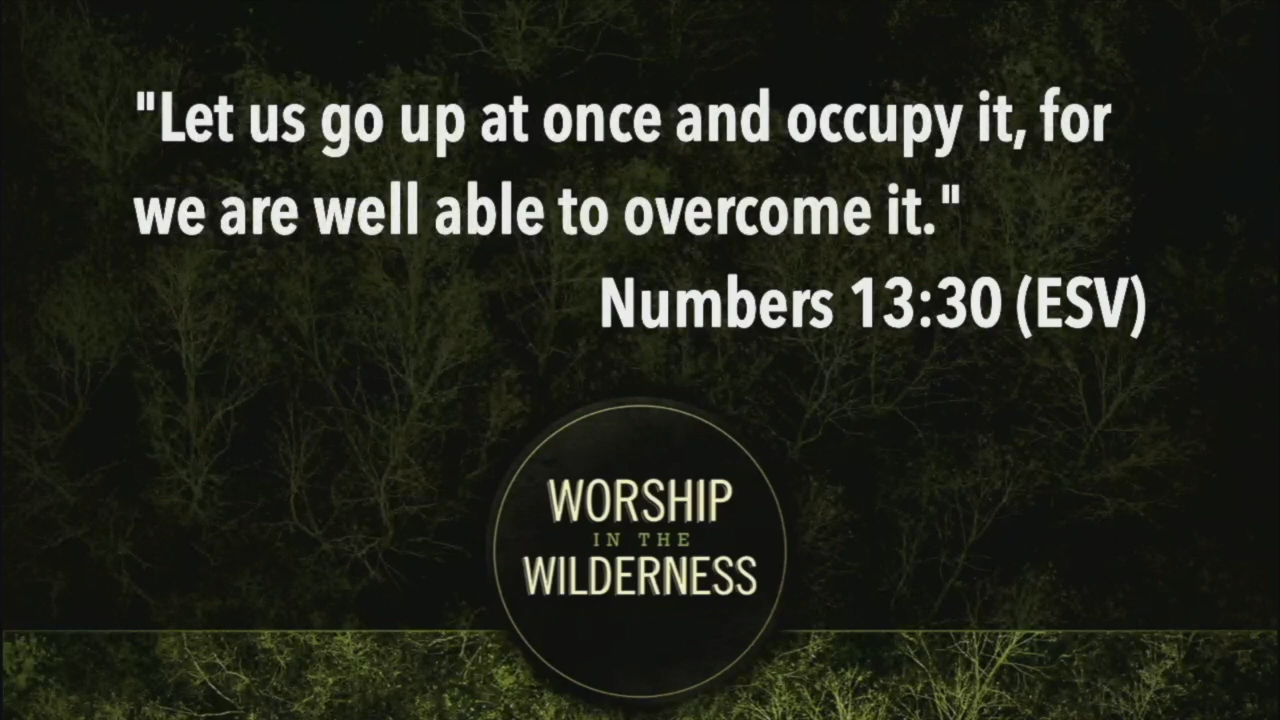 "Let us go up at once and occupy it, for
we are well able to overcome it."
Numbers 13:30 (ESV)
WORSHIP
IN THE
WILDERNESS